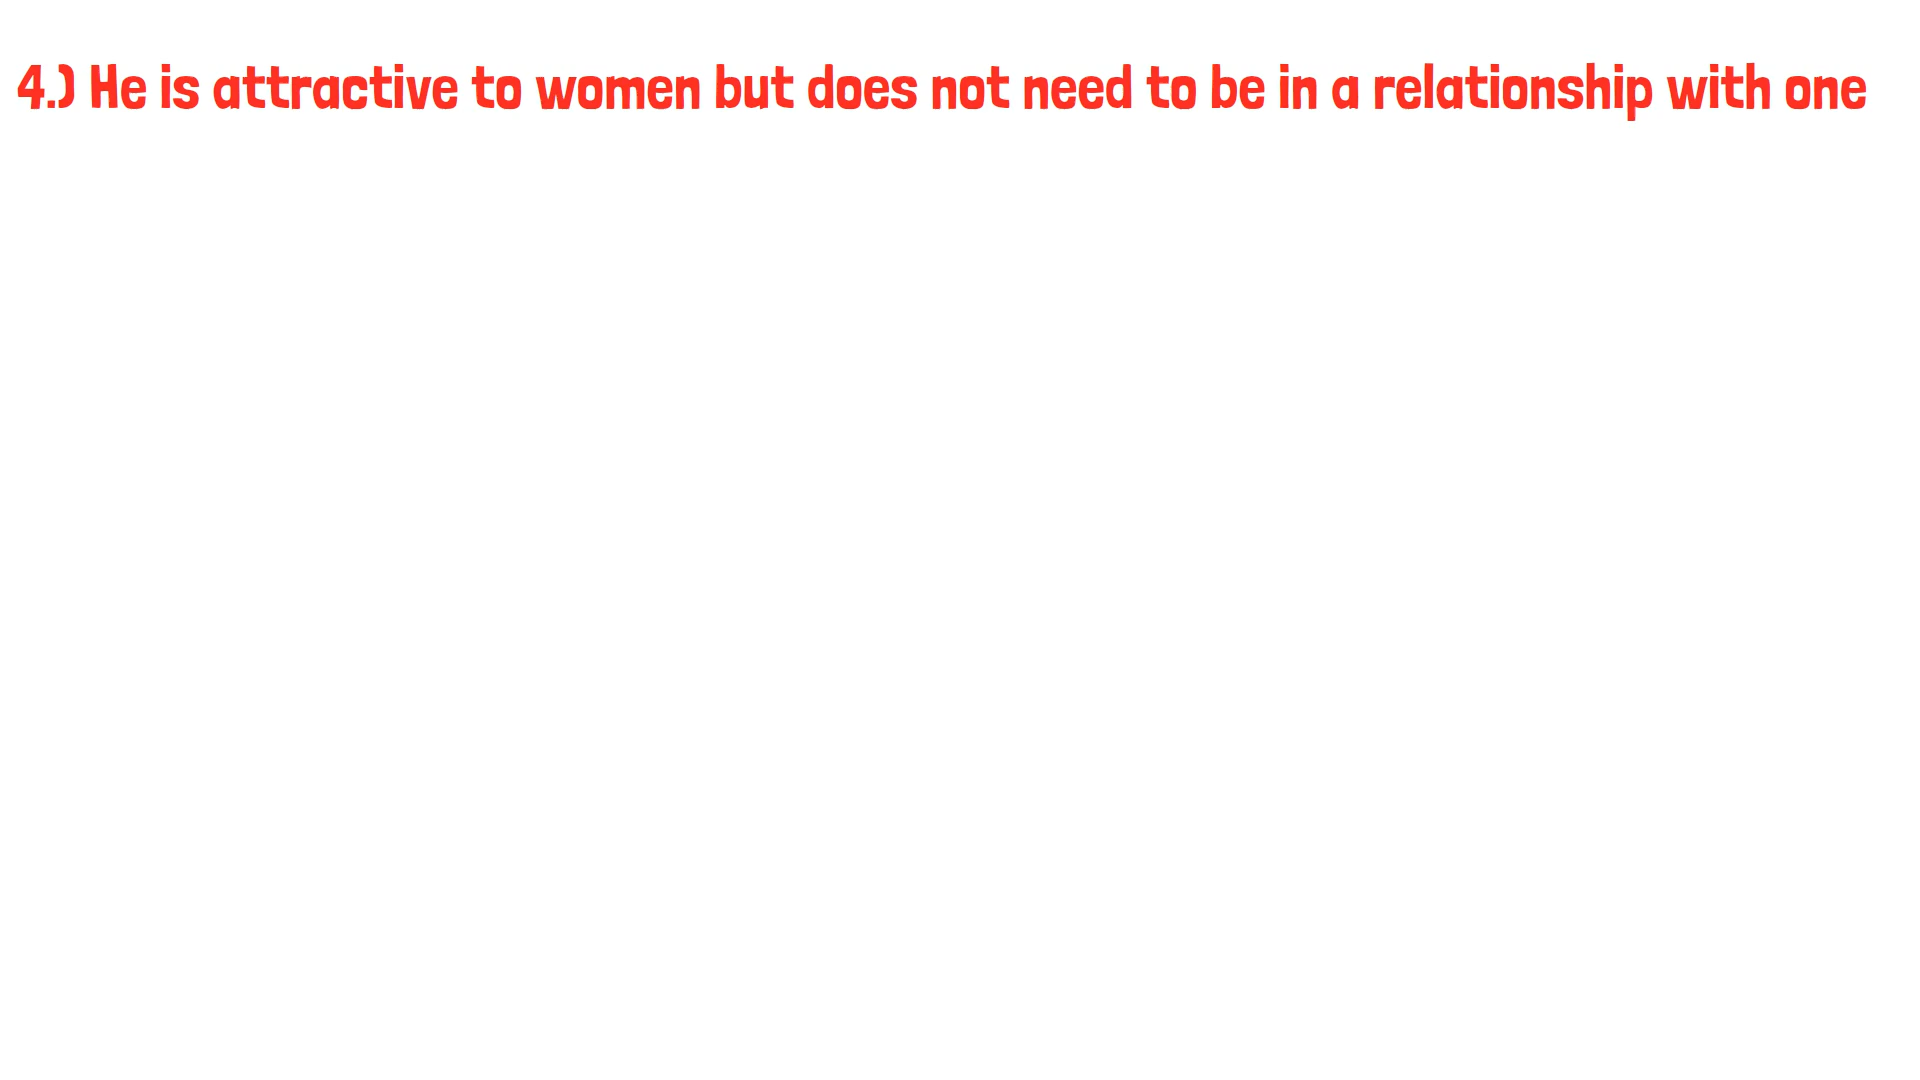 4.) He is attractive to women but does not need to be in a relationship with one